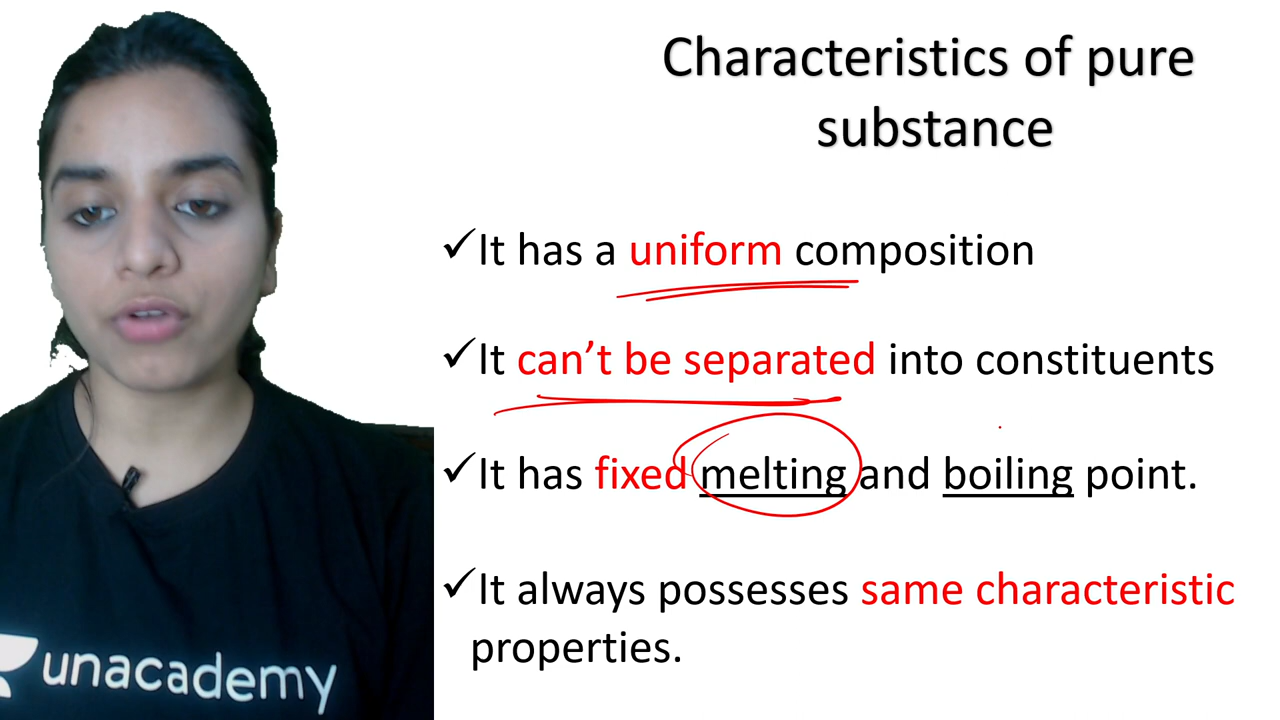 Characteristics of pure
substance
✓It has a uniform composition
✓It can’t be separated into constituents
✓It has fixed melting and boiling point.
✓It always possesses same characteristic
properties.
unacademy